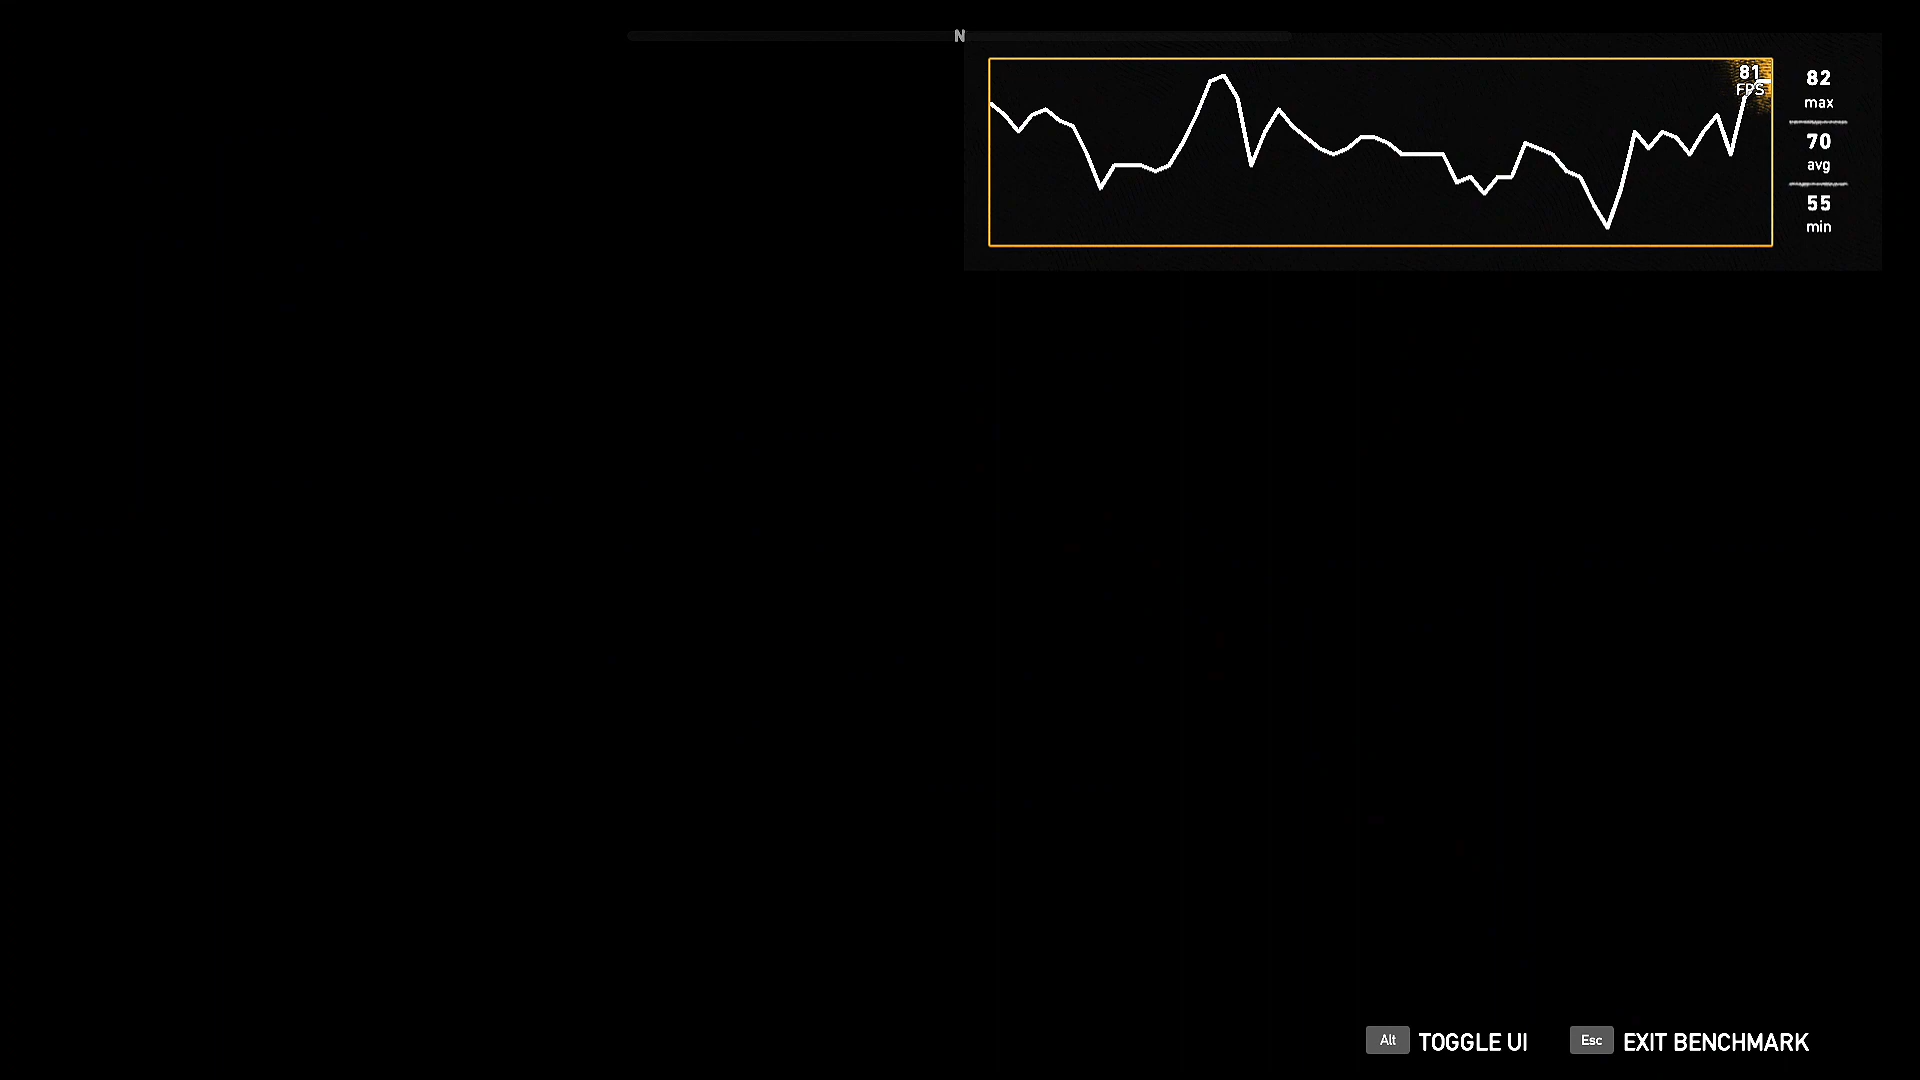 N
81
FPS
82
max
70
avg
55
min
Alt TOGGLE UI Esc EXIT BENCHMARK